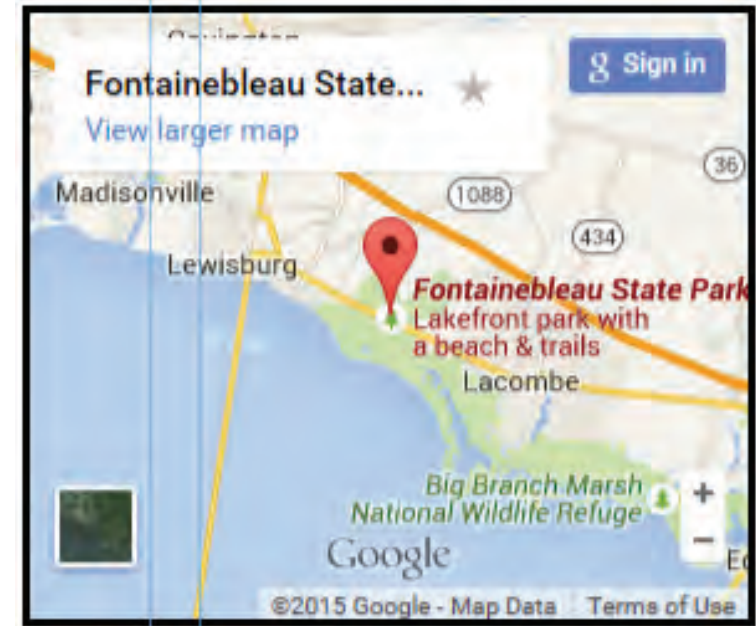 Fontainebleau State...
View larger map
g Sign in
Madisonville
1088
36
434
Lewisburg
Fontainebleau State Park
Lakefront park with
a beach & trails
Lacombe
Big Branch Marsh
National Wildlife Refuge
+
−
Google
©2015 Google - Map Data
Terms of Use